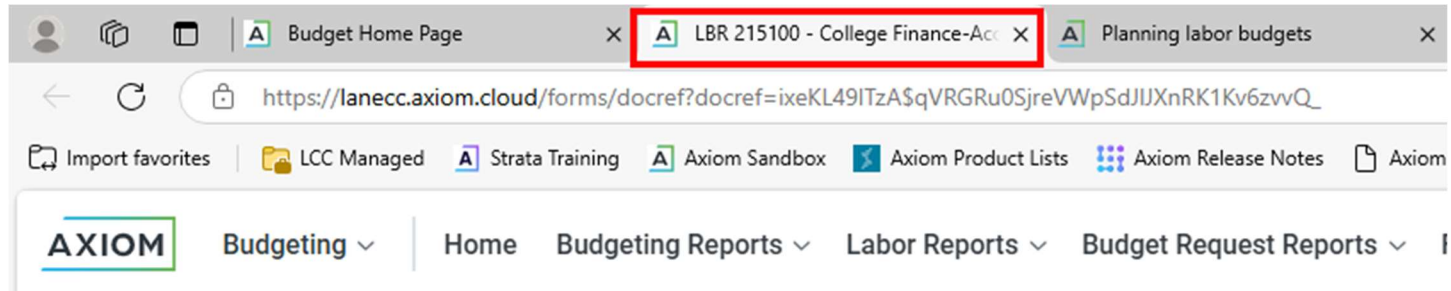 Budget Home Page LBR 215100 - College Finance-Acc Planning labor budgets
https://lanecc.axiom.cloud/forms/docref?docref=ixeKL49ITzA$qVRGRu0SjreVWpSdJIJXnRK1Kv6zvvQ_
Import favorites LCC Managed Strata Training Axiom Sandbox Axiom Product Lists Axiom Release Notes Axiom
AXIOM Budgeting Home Budgeting Reports Labor Reports Budget Request Reports